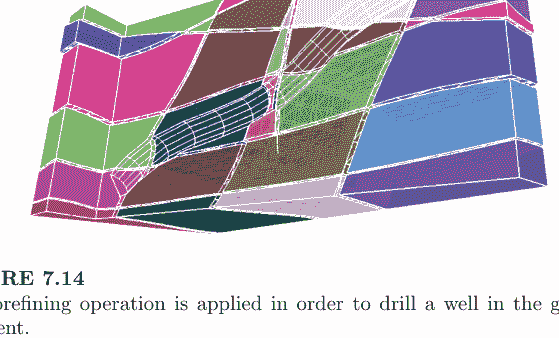 RE 7.14
refining operation is applied in order to drill a well in the g
ent.